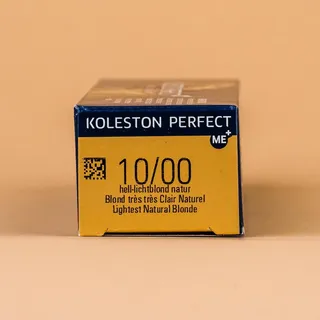 KOLESTON PERFECT
ME+
10/00
hell-lichtblond natur
Blond très très Clair Naturel
Lightest Natural Blonde